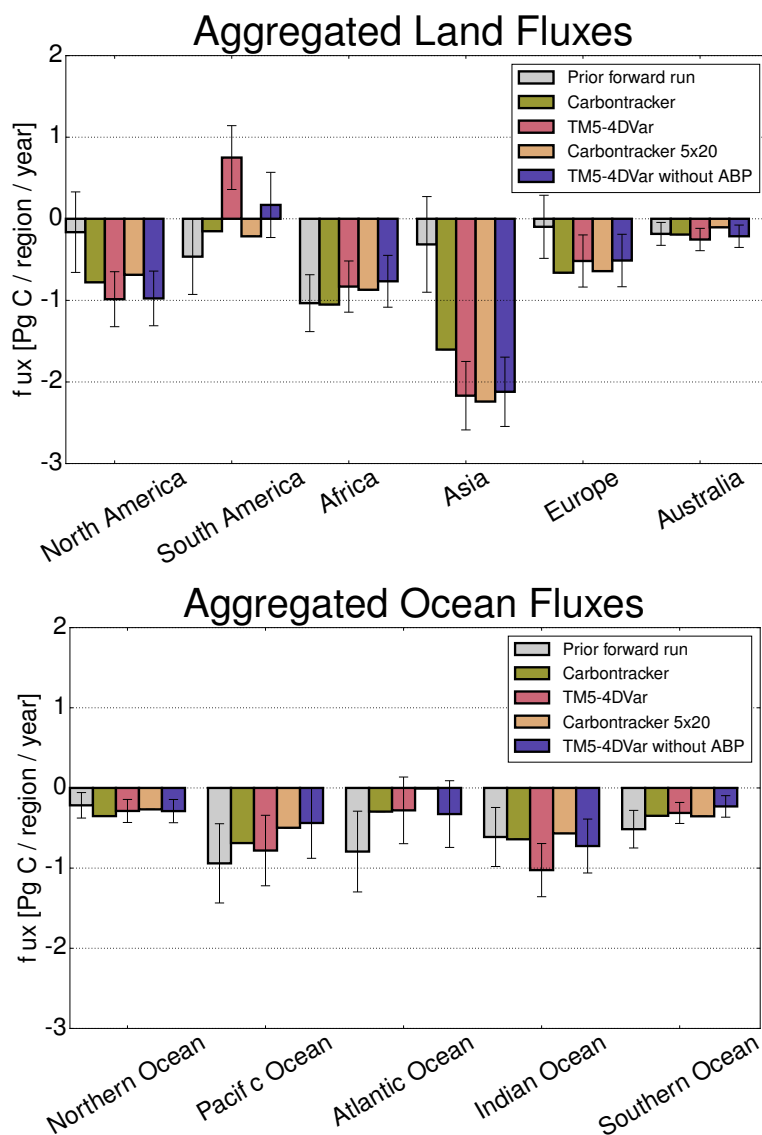 Aggregated Land Fluxes
2
1
0
-1
-2
-3
f ux [Pg C / region / year]
Prior forward run
Carbontracker
TM5-4DVar
Carbontracker 5x20
TM5-4DVar without ABP
North America
South America
Africa
Asia
Europe
Australia
Aggregated Ocean Fluxes
2
1
0
-1
-2
-3
f ux [Pg C / region / year]
Prior forward run
Carbontracker
TM5-4DVar
Carbontracker 5x20
TM5-4DVar without ABP
Northern Ocean
Pacif c Ocean
Atlantic Ocean
Indian Ocean
Southern Ocean